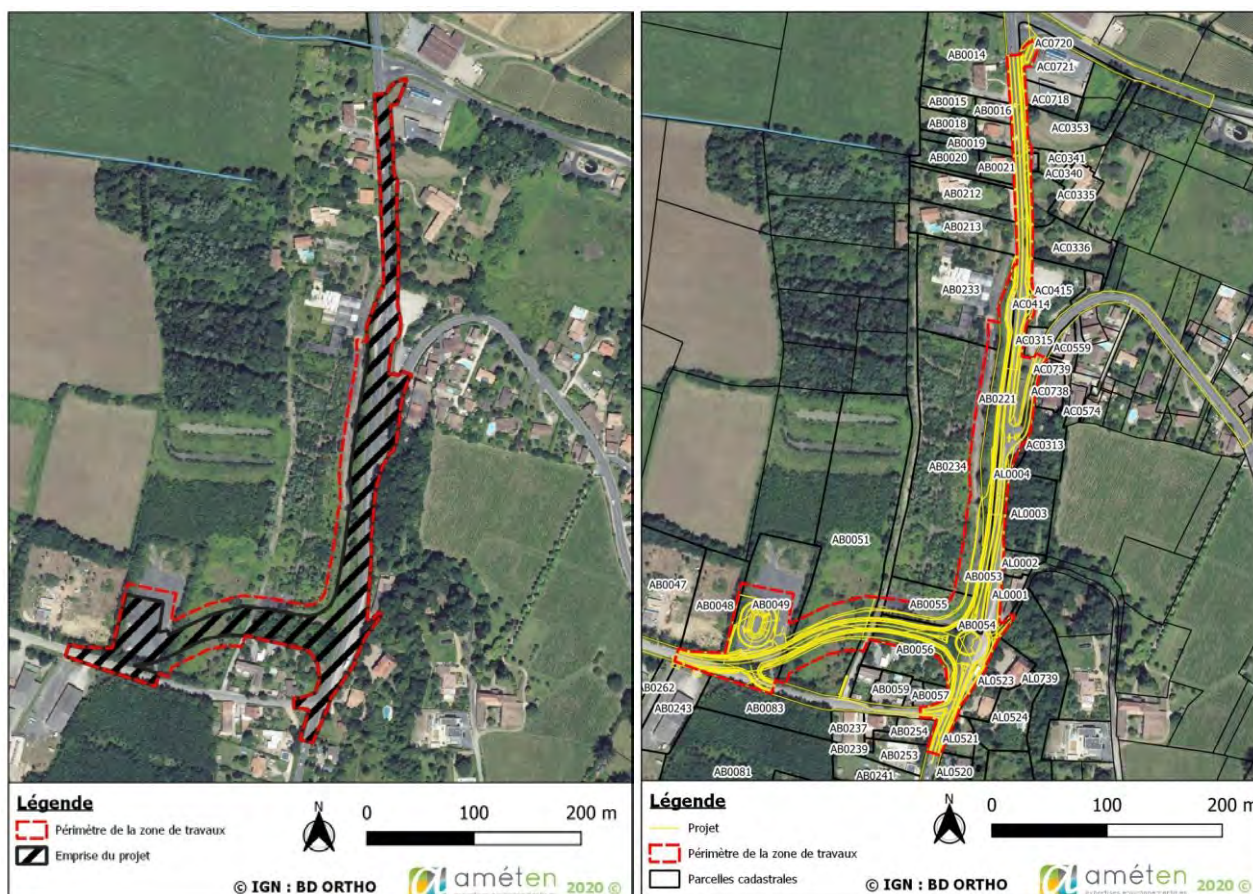 Légende
Périmètre de la zone de travaux
Emprise du projet
N
0 100 200 m
© IGN : BD ORTHO
améten
2020 ©
AC0720
AB0014
AC0721
AC0718
AB0015
AB0016
AB0018
AC0353
AB0019
AC0341
AB0020
AB0021
AC0340
AC0335
AB0212
AB0213
AC0336
AB0233
AC0415
AC0414
AC0315
AC0559
AC0739
AC0738
AB0221
AC0574
AC0313
AB0234
AL0004
AL0003
AB0051
AL0002
AB0047
AB0053
AL0001
AB0048
AB0049
AB0055
AB0054
AB0056
AL0523
AL0739
AB0262
AB0059
AB0057
AB0243
AB0083
AL0524
AB0237
AB0254
AB0239
AB0253
AL0521
AB0081
AB0241
AL0520
Légende
Projet
Périmètre de la zone de travaux
Parcelles cadastrales
N
0 100 200 m
© IGN : BD ORTHO
améten
2020 ©